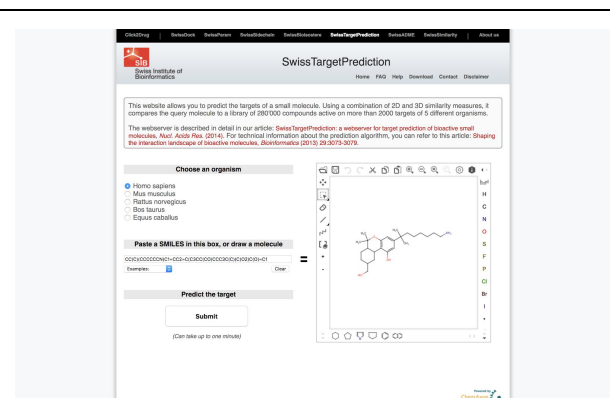 Click2Drug | SwissDock SwissParam SwissSidechain SwissBioisostere SwissTargetPrediction SwissADME SwissSimilarity | About us
SIB
Swiss Institute of
Bioinformatics
SwissTargetPrediction
Home FAQ Help Download Contact Disclaimer
This website allows you to predict the targets of a small molecule. Using a combination of 2D and 3D similarity measures, it
compares the query molecule to a library of 280'000 compounds active on more than 2000 targets of 5 different organisms.
The webserver is described in detail in our article: SwissTargetPrediction: a webserver for target prediction of bioactive small
molecules, Nucl. Acids Res. (2014). For technical information about the prediction algorithm, you can refer to this article: Shaping
the interaction landscape of bioactive molecules, Bioinformatics (2013) 29:3073-3079.
Choose an organism
Homo sapiens
Mus musculus
Rattus norvegicus
Bos taurus
Equus caballus
Paste a SMILES in this box, or draw a molecule
Examples:
Clear
=
Predict the target
Submit
(Can take up to one minute)
H
C
N
O
S
F
P
Cl
Br
I
Powered by